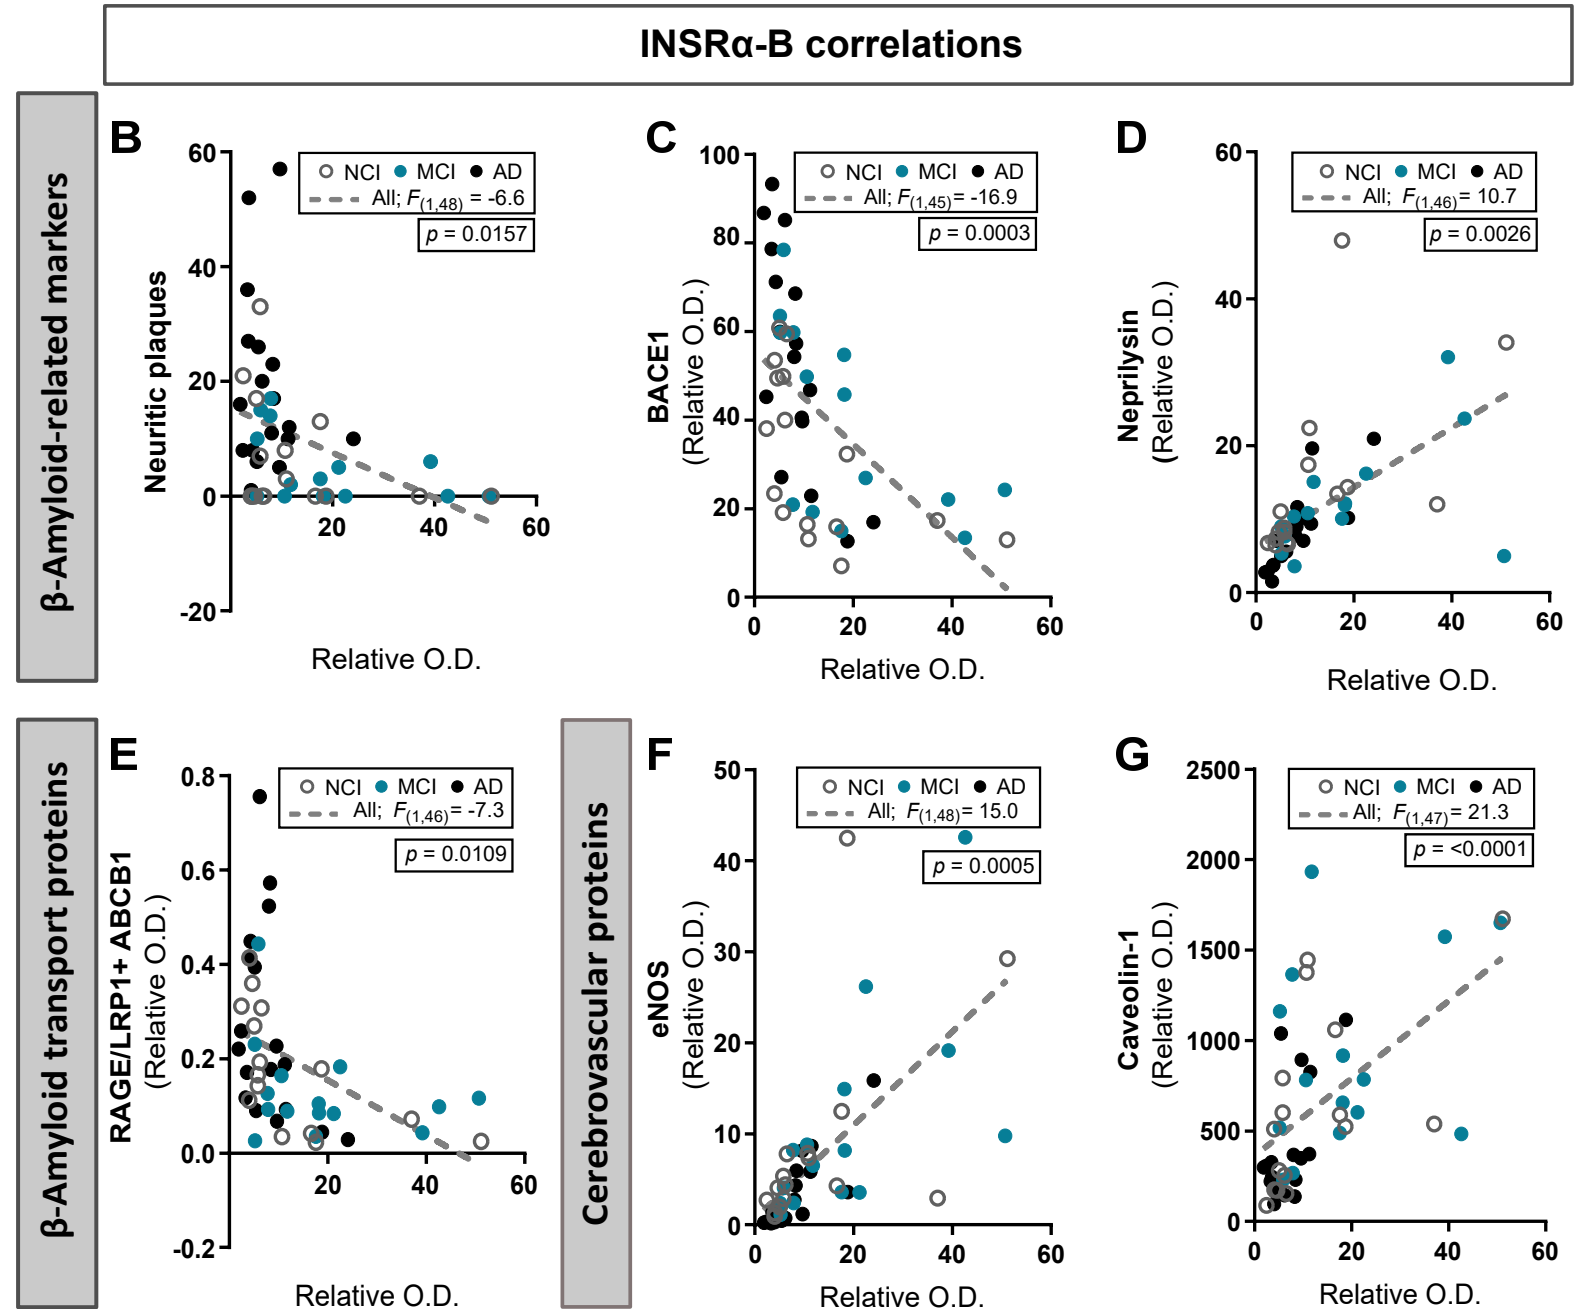 INSRα-B correlations
β-Amyloid-related markers
B
Neuritic plaques
60
40
20
0
-20
20
40
60
NCI MCI AD
All; F(1,48) = -6.6
p = 0.0157
Relative O.D.
C
BACE1
(Relative O.D.)
100
80
60
40
20
0
0
20
40
60
NCI MCI AD
All; F(1,45)= -16.9
p = 0.0003
Relative O.D.
D
Neprilysin
(Relative O.D.)
60
40
20
0
0
20
40
60
NCI MCI AD
All; F(1,46)= 10.7
p = 0.0026
Relative O.D.
β-Amyloid transport proteins
E
RAGE/LRP1+ ABCB1
(Relative O.D.)
0.8
0.6
0.4
0.2
0.0
-0.2
20
40
60
NCI MCI AD
All; F(1,46)= -7.3
p = 0.0109
Relative O.D.
Cerebrovascular proteins
F
eNOS
(Relative O.D.)
50
40
30
20
10
0
0
20
40
60
NCI MCI AD
All; F(1,48)= 15.0
p = 0.0005
Relative O.D.
G
Caveolin-1
(Relative O.D.)
2500
2000
1500
1000
500
0
0
20
40
60
NCI MCI AD
All; F(1,47)= 21.3
p = <0.0001
Relative O.D.